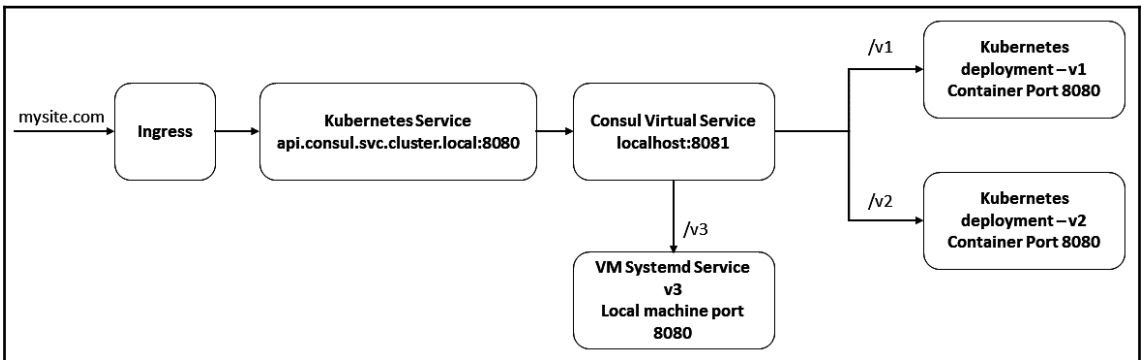 mysite.com
Ingress
Kubernetes Service
api.consul.svc.cluster.local:8080
Consul Virtual Service
localhost:8081
/v1
Kubernetes
deployment – v1
Container Port 8080
/v2
Kubernetes
deployment – v2
Container Port 8080
/v3
VM Systemd Service
v3
Local machine port
8080